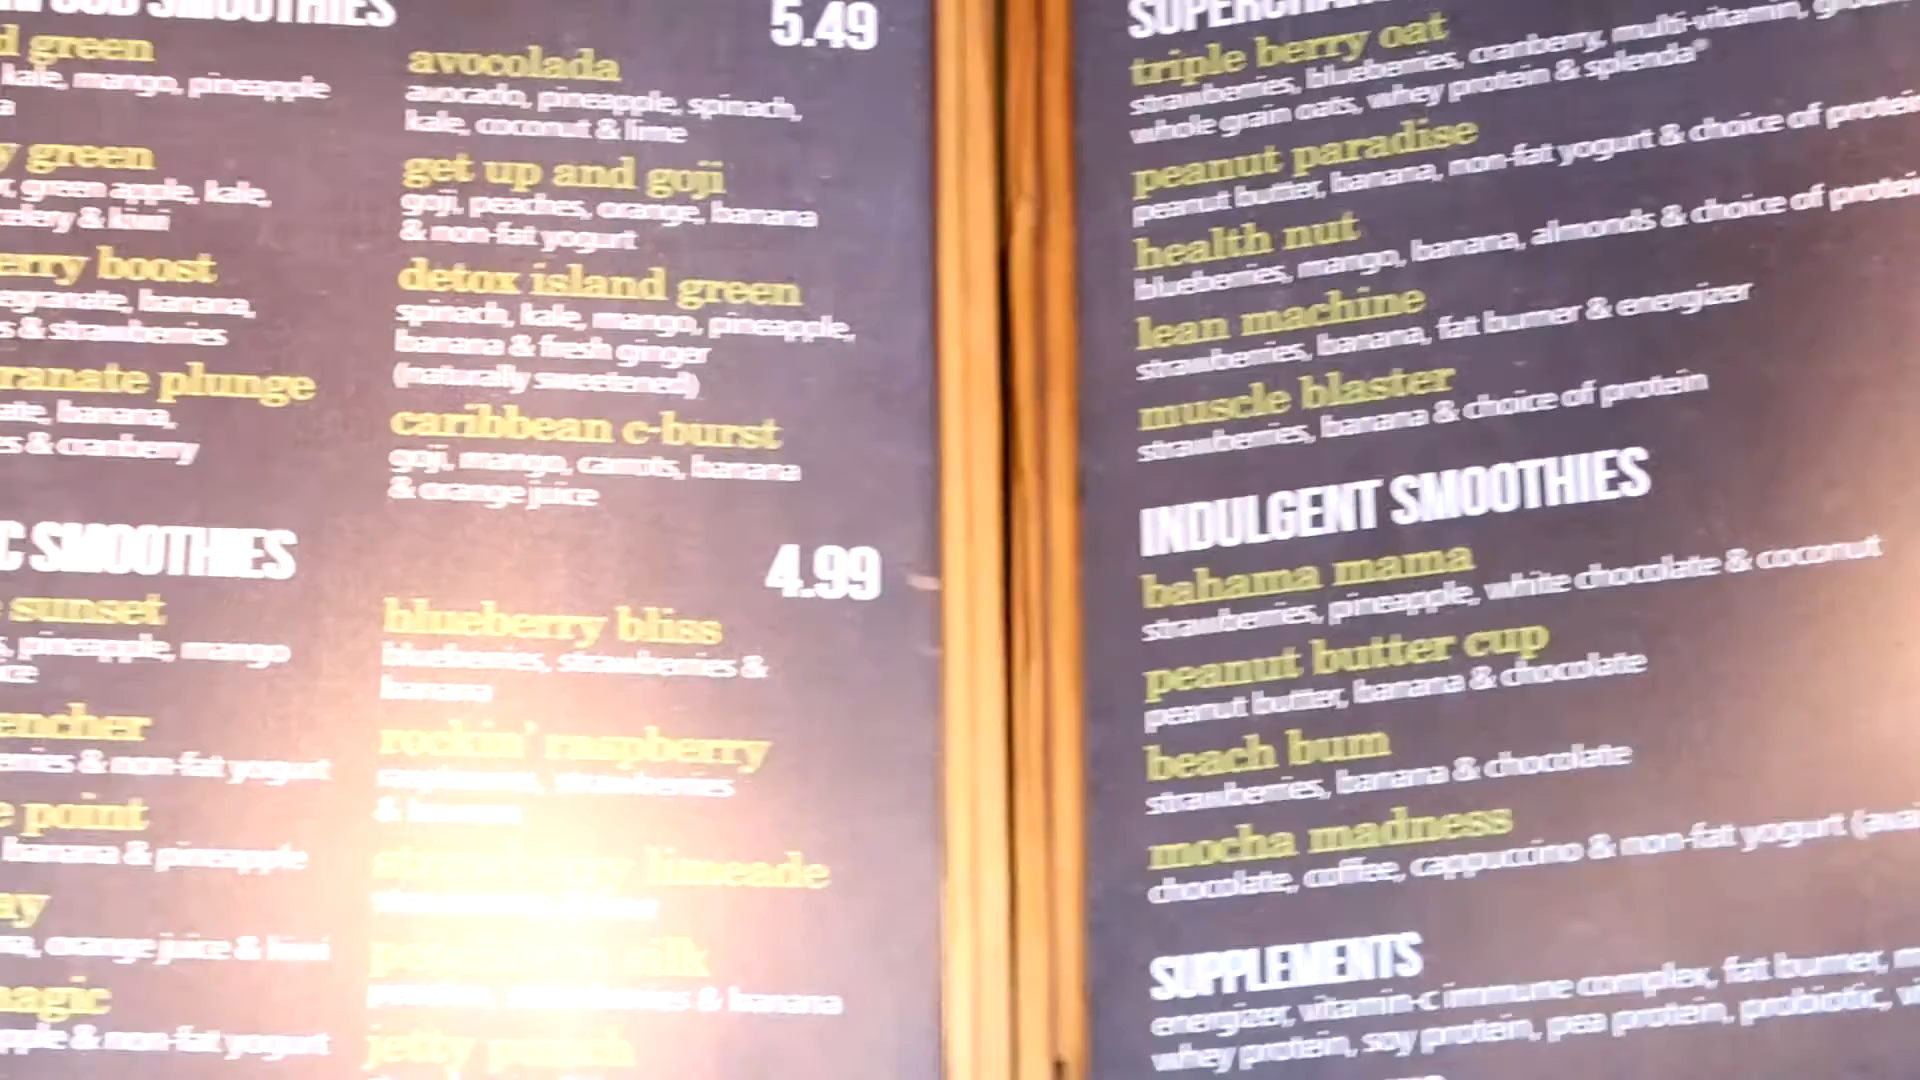 SMOOTHIES 5.49
green
kale, mango, pineapple
green
green apple, kale,
celery & kiwi
boost
banana,
& strawberries
plunge
banana,
& cranberry
avocolada
avocado, pineapple, spinach,
kale, coconut & lime
get up and goji
goji, peaches, orange, banana
& non-fat yogurt
detox island green
spinach, kale, mango, pineapple,
banana & fresh ginger
(naturally sweetened)
caribbean c-burst
goji, mango, carrots, banana
& orange juice
SMOOTHIES 4.99
sunset
pineapple, mango
& non-fat yogurt
point
banana & pineapple
orange juice & kiwi
& non-fat yogurt
blueberry bliss
blueberries, strawberries &
banana
rockin' raspberry
strawberries
limeade
& banana
jetty punch
triple berry oat
strawberries, blueberries, cranberry, multi-vitamin,
whole grain oats, whey protein & splenda®
peanut paradise
peanut butter, banana, non-fat yogurt & choice of protein
health nut
blueberries, mango, banana, almonds & choice of protein
lean machine
strawberries, banana, fat burner & energizer
muscle blaster
strawberries, banana & choice of protein
INDULGENT SMOOTHIES
bahama mama
strawberries, pineapple, white chocolate & coconut
peanut butter cup
peanut butter, banana & chocolate
beach bum
strawberries, banana & chocolate
mocha madness
chocolate, coffee, cappuccino & non-fat yogurt
SUPPLEMENTS
energizer, vitamin-c immune complex, fat burner,
whey protein, soy protein, pea protein, probiotic,